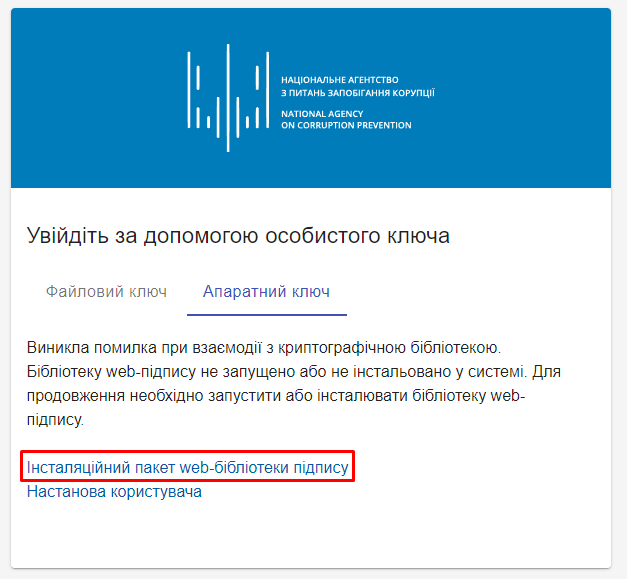 НАЦІОНАЛЬНЕ АГЕНТСТВО
З ПИТАНЬ ЗАПОБІГАННЯ КОРУПЦІЇ
NATIONAL AGENCY
ON CORRUPTION PREVENTION
Увійдіть за допомогою особистого ключа
Файловий ключ Апаратний ключ
Виникла помилка при взаємодії з криптографічною бібліотекою.
Бібліотеку web-підпису не запущено або не інстальовано у системі. Для
продовження необхідно запустити або інсталювати бібліотеку web-
підпису.
Інсталяційний пакет web-бібліотеки підпису
Настанова користувача